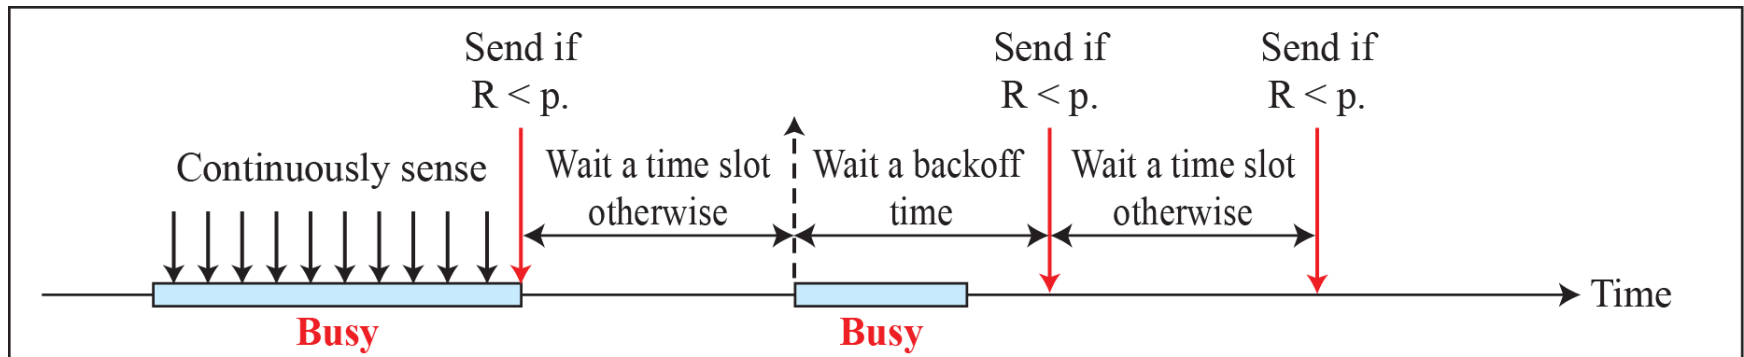 Send if
R < p.
Send if
R < p.
Send if
R < p.
Continuously sense
Wait a time slot
otherwise
Wait a backoff
time
Wait a time slot
otherwise
Time
Busy
Busy